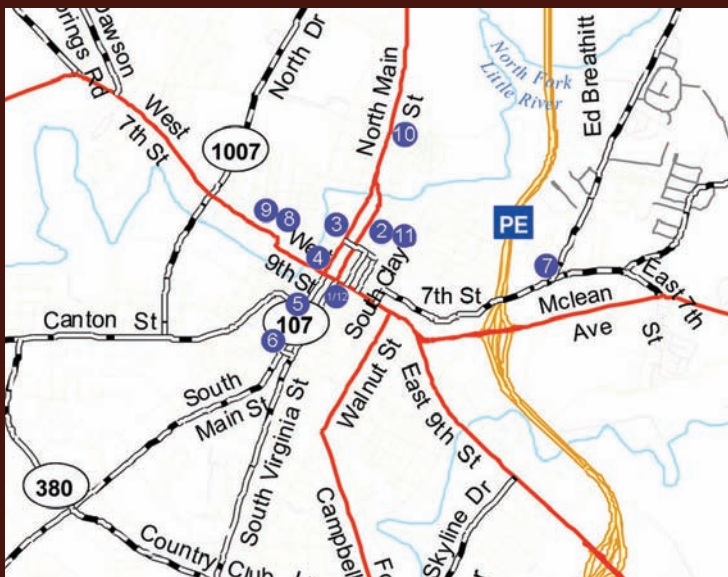 Dawson
Springs Rd
North Dr
West
7th St
1007
North Main
St
10
North Fork
Little River
Ed Breathitt
PE
9
8
3
2
11
West
4
9th St
7
5
1/12
South Clay
7th St
East 7th
St
Mclean
Ave
Canton St
107
6
South
Main St
South Virginia St
Walnut St
East 9th St
380
Country Club
Campbell
Skyline Dr